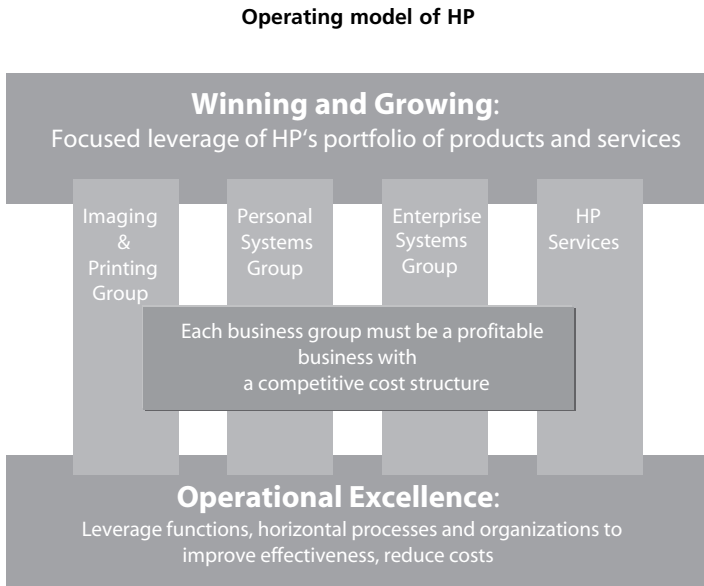 Operating model of HP
Winning and Growing:
Focused leverage of HP‘s portfolio of products and services
Imaging
&
Printing
Group
Personal
Systems
Group
Enterprise
Systems
Group
HP
Services
Each business group must be a profitable
business with
a competitive cost structure
Operational Excellence:
Leverage functions, horizontal processes and organizations to
improve effectiveness, reduce costs